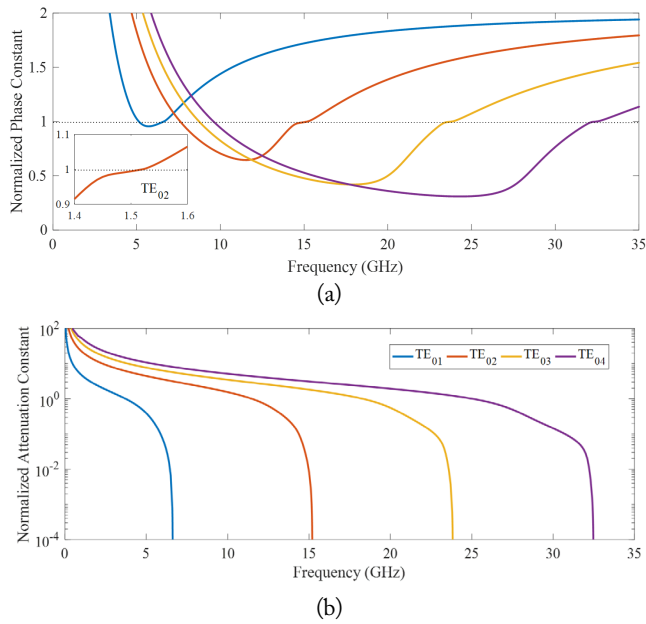 2
1.5
1
0.5
0
Normalized Phase Constant
1.1
1
0.9
TE02
1.4
1.5
1.6
0 5 10 15 20 25 30 35
Frequency (GHz)
(a)
10^2
10^0
10^-2
10^-4
Normalized Attenuation Constant
TE01 TE02 TE03 TE04
0 5 10 15 20 25 30 35
Frequency (GHz)
(b)